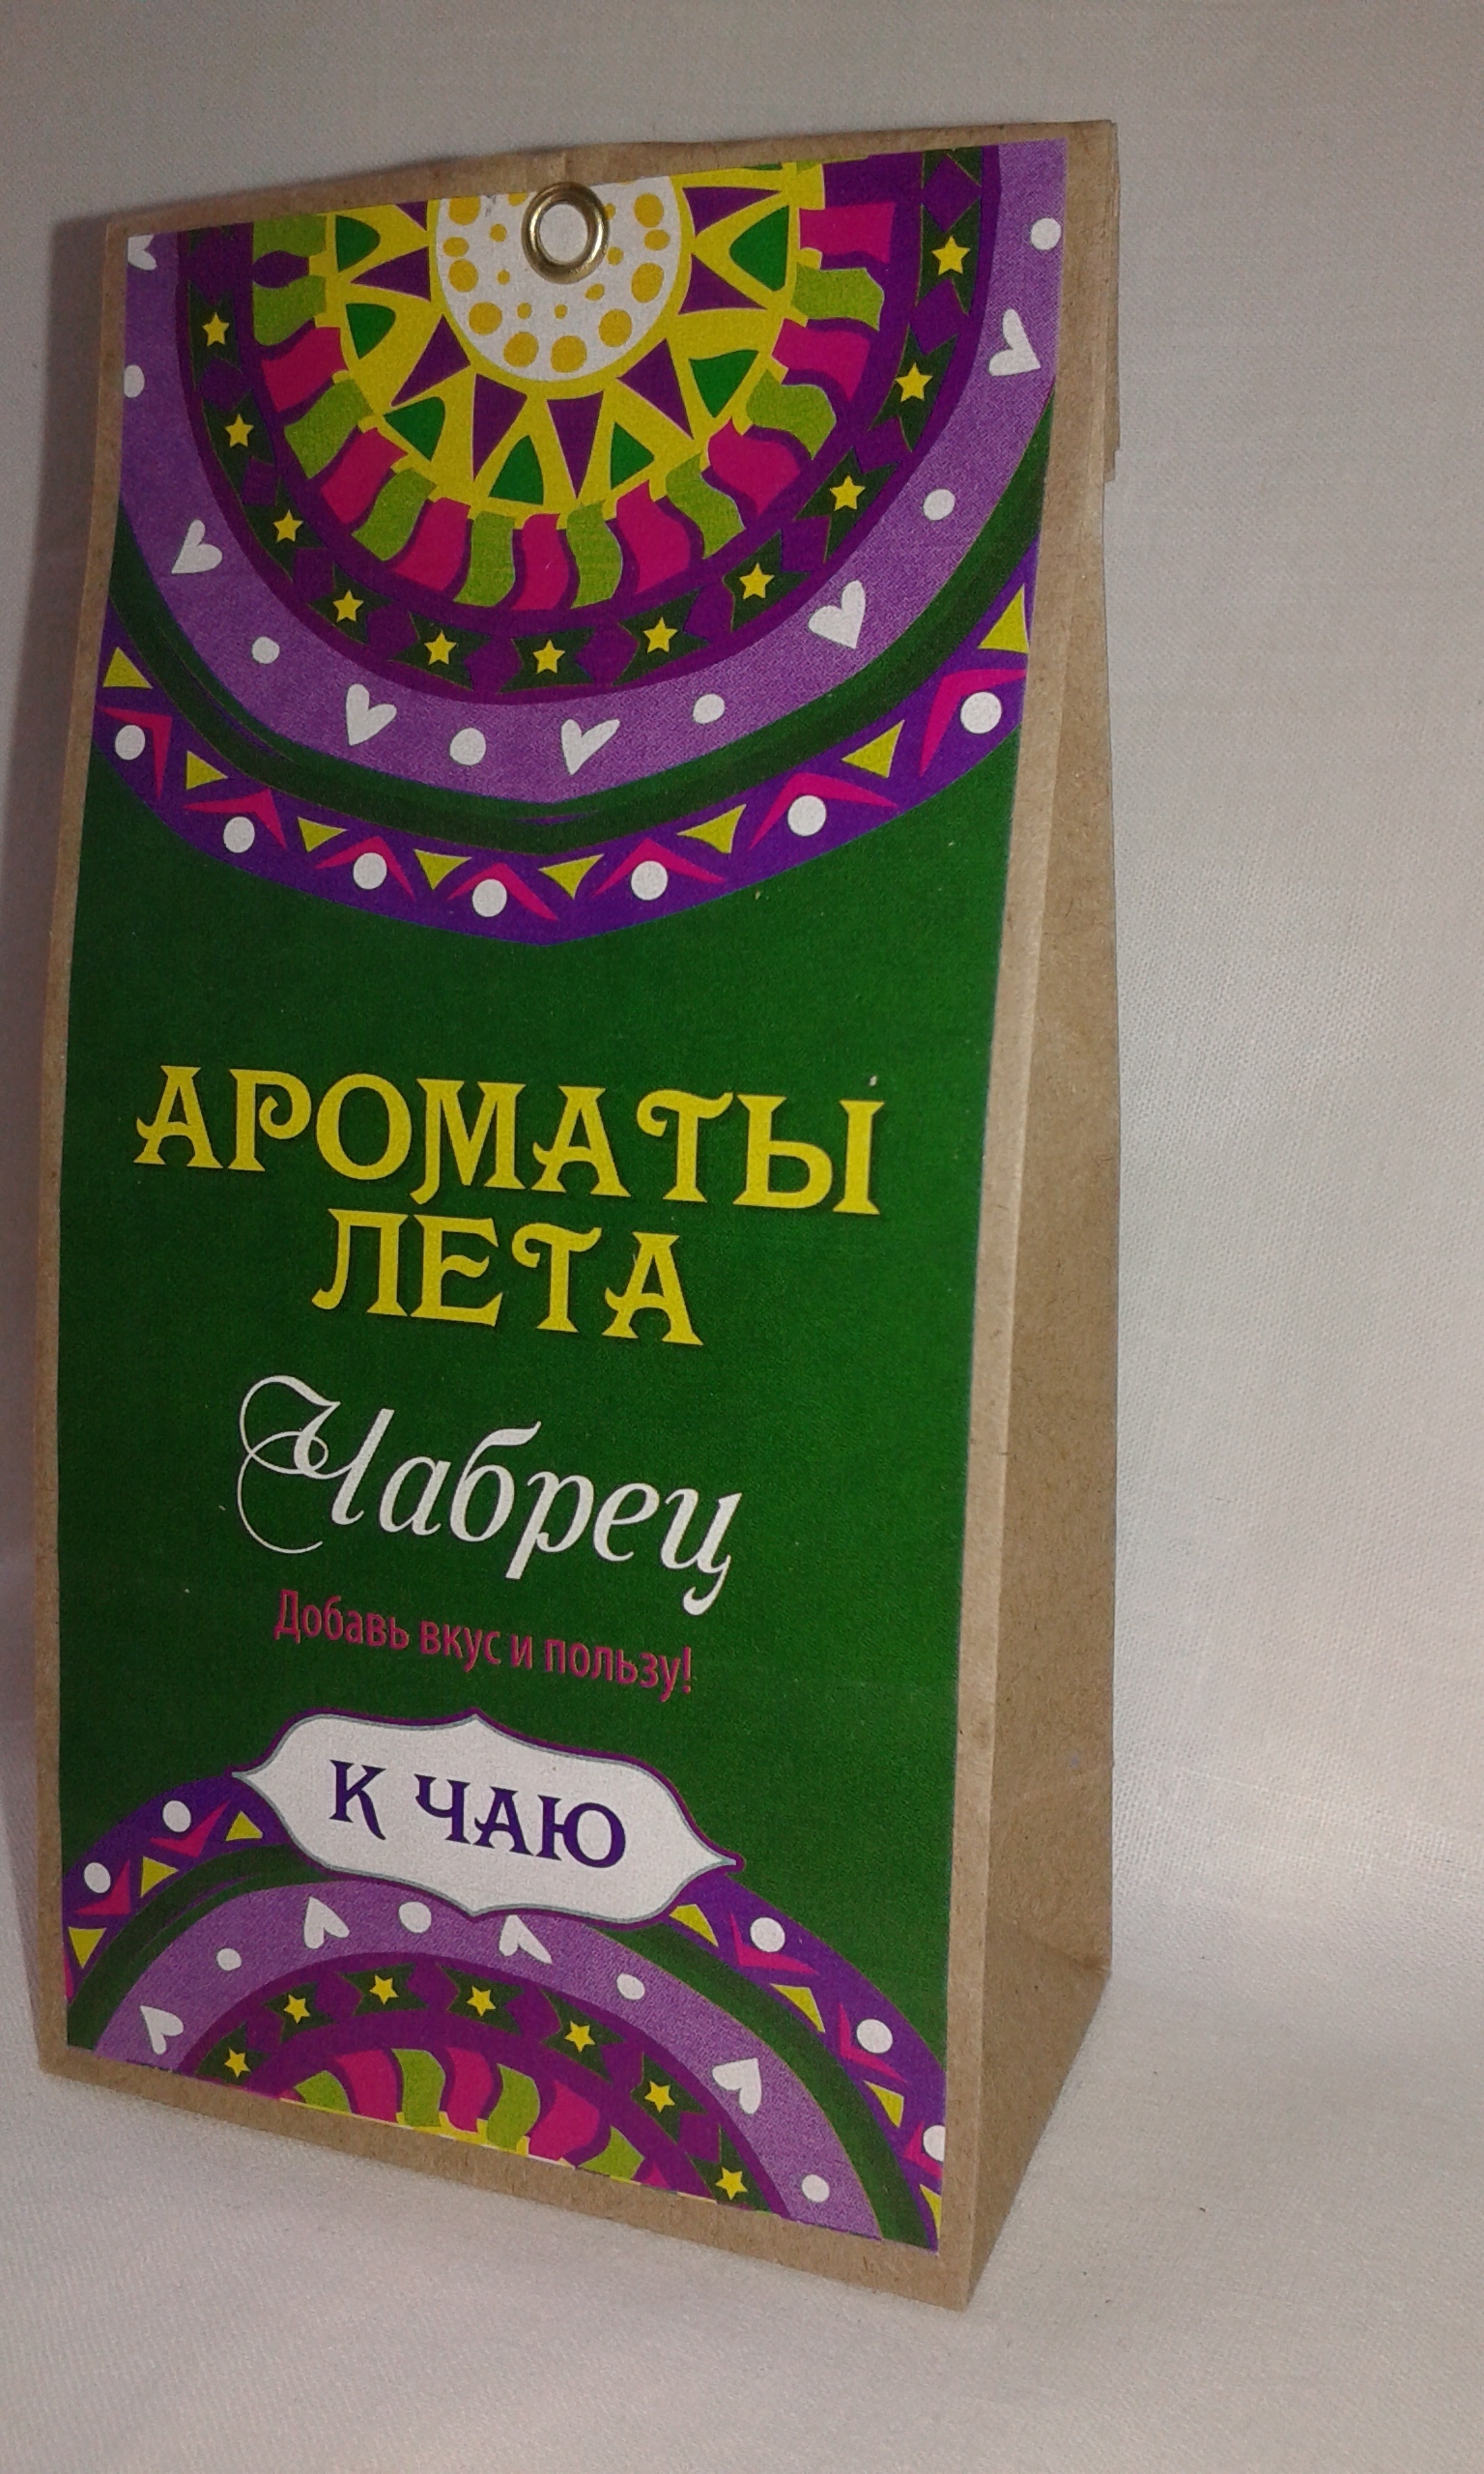 АРОМАТЫ
ЛЕТА
Чабрец
Добавь вкус и пользу!
К ЧАЮ